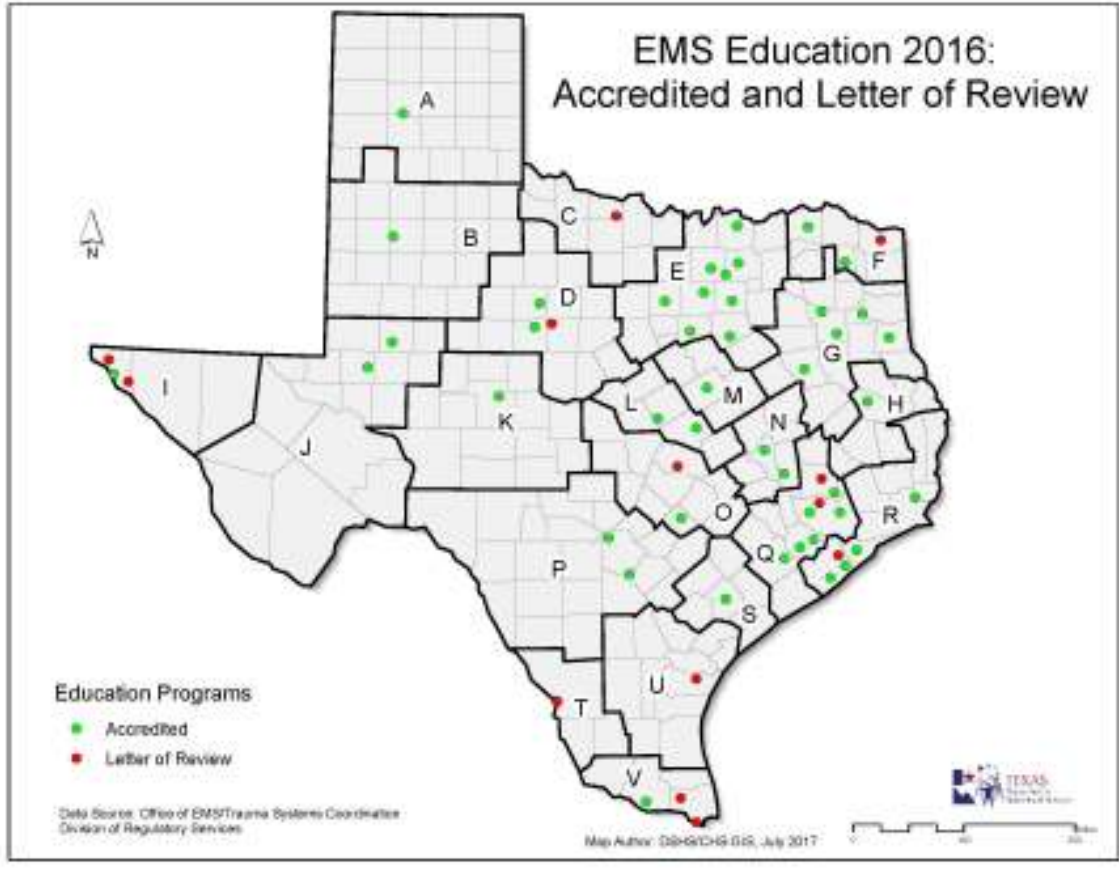 EMS Education 2016:
Accredited and Letter of Review
A
B
C
D
E
F
G
H
I
J
K
L
M
N
O
P
Q
R
S
T
U
V
N
Education Programs
Accredited
Letter of Review
Data Source: Office of EMS/Trauma Systems Coordination
Division of Regulatory Services
Map Author: DSHS/CHS GIS, July 2017
TEXAS
0